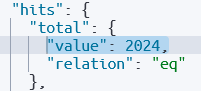 "hits": {
"total": {
"value": 2024,
"relation": "eq"
},